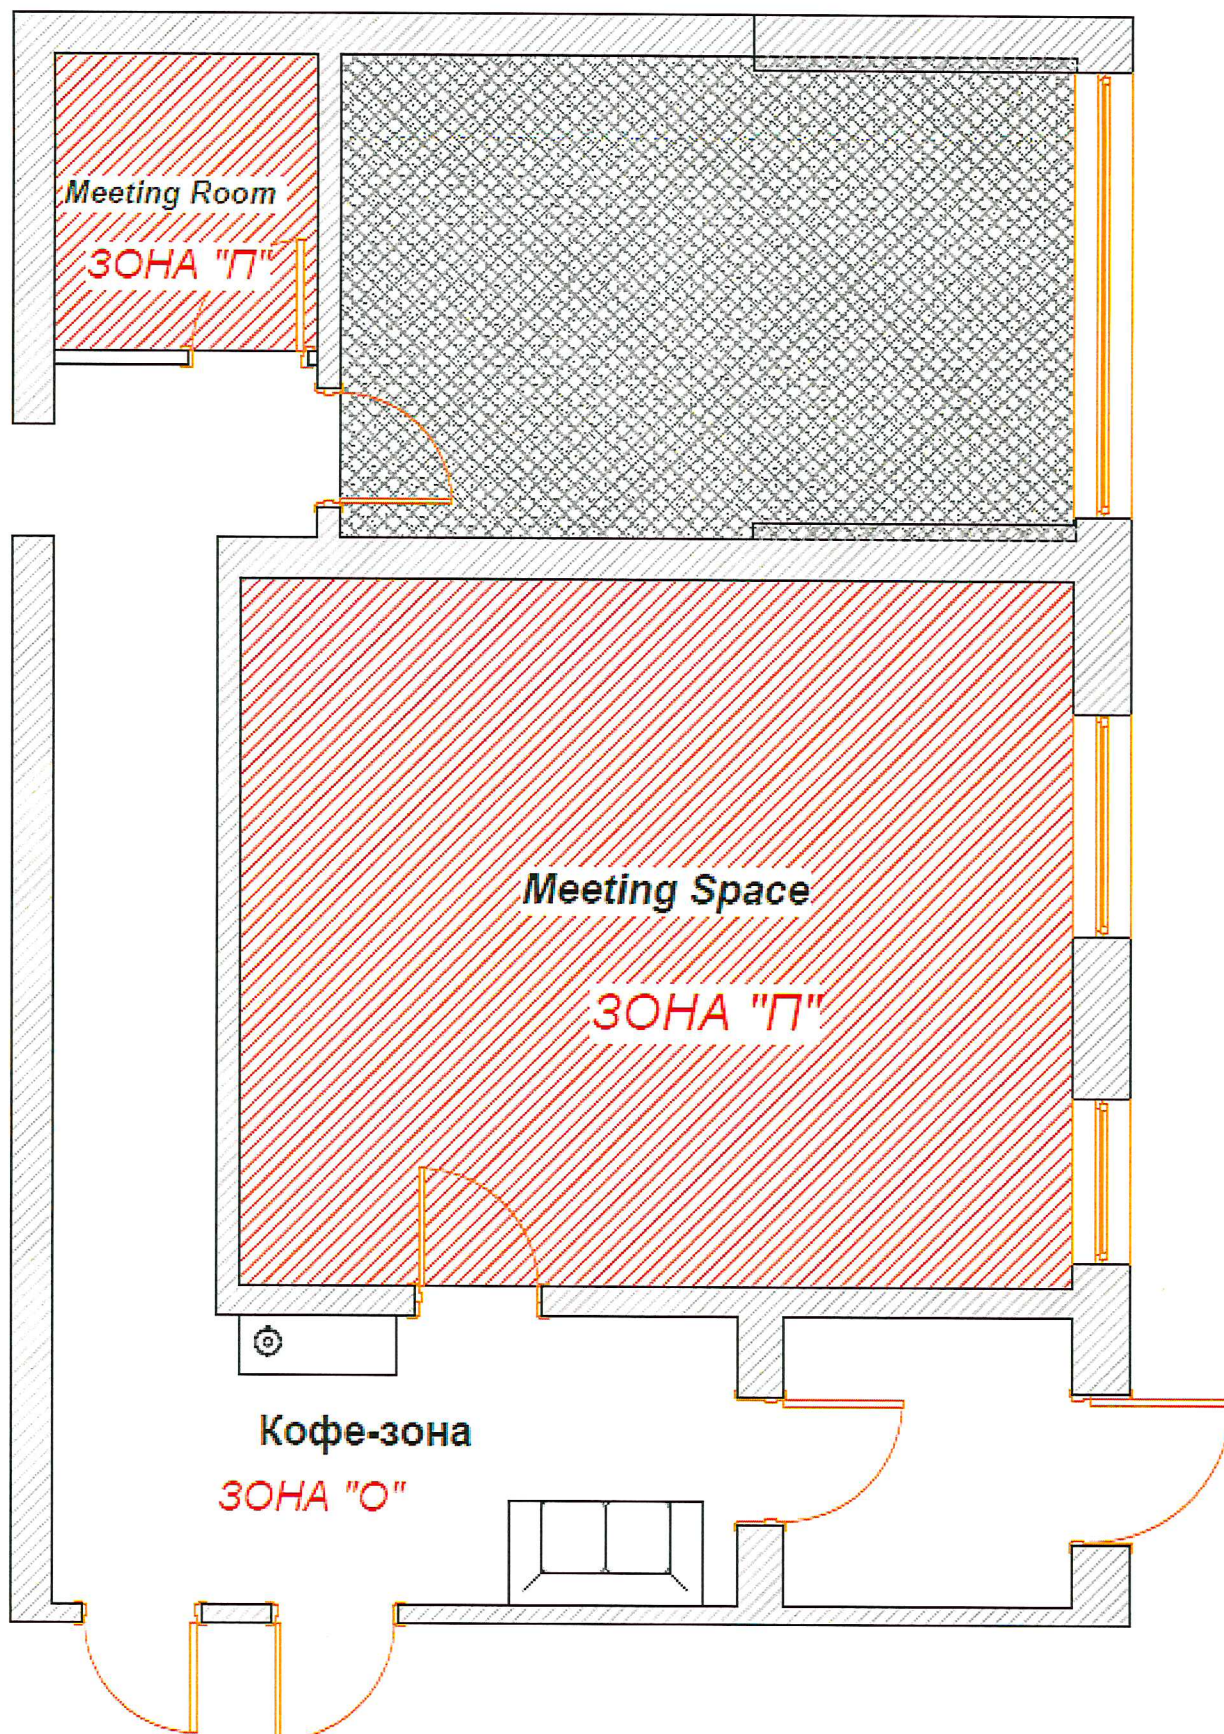 Meeting Room
ЗОНА "П"
Meeting Space
ЗОНА "П"
Кофе-зона
ЗОНА "О"